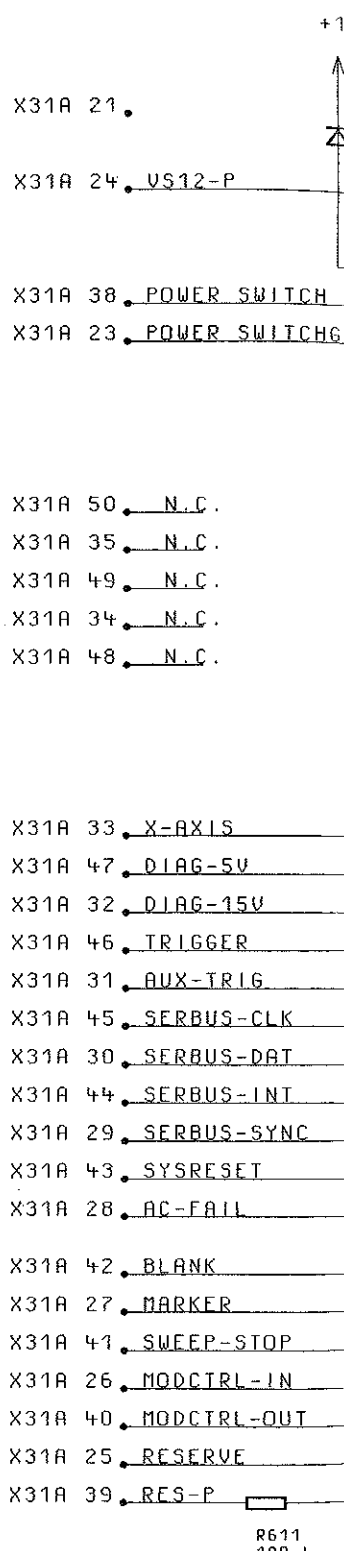 +1
X31A 21
X31A 24 VS12-P
X31A 38 POWER SWITCH
X31A 23 POWER SWITCHG
X31A 50 N.C.
X31A 35 N.C.
X31A 49 N.C.
X31A 34 N.C.
X31A 48 N.C.
X31A 33 X-AXIS
X31A 47 DIAG-5V
X31A 32 DIAG-15V
X31A 46 TRIGGER
X31A 31 AUX-TRIG
X31A 45 SERBUS-CLK
X31A 30 SERBUS-DAT
X31A 44 SERBUS-INT
X31A 29 SERBUS-SYNC
X31A 43 SYSRESET
X31A 28 AC-FAIL
X31A 42 BLANK
X31A 27 MARKER
X31A 41 SWEEP-STOP
X31A 26 MODCTRL-IN
X31A 40 MODCTRL-OUT
X31A 25 RESERVE
X31A 39 RES-P
R611